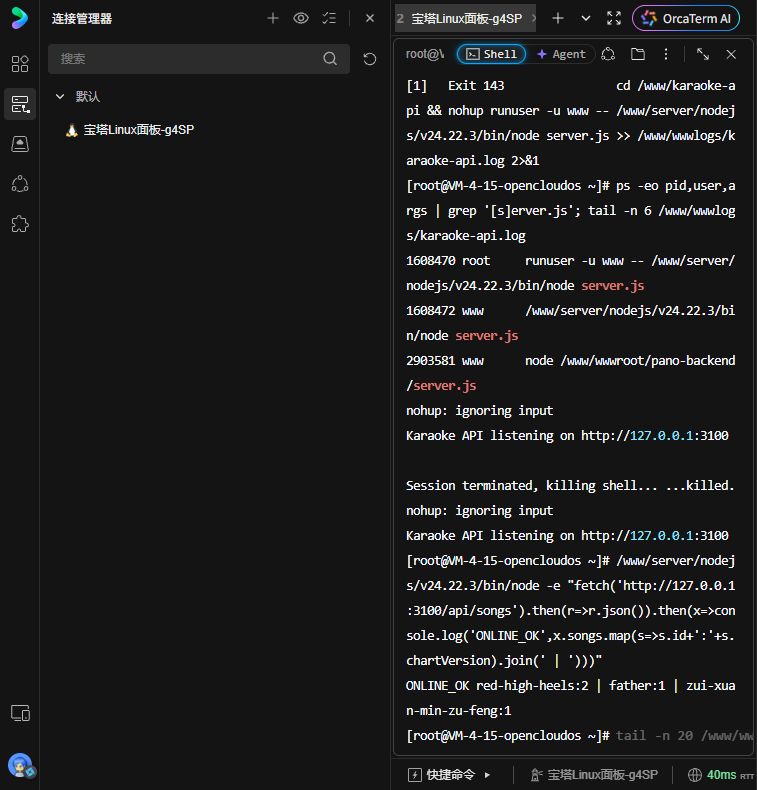 连接管理器
搜索
默认
宝塔Linux面板-g4SP
2 宝塔Linux面板-g4SP
OrcaTerm AI
root@V
Shell
Agent
[1]   Exit 143                cd /www/karaoke-a
pi && nohup runuser -u www -- /www/server/nodej
s/v24.22.3/bin/node server.js >> /www/wwwlogs/k
araoke-api.log 2>&1
[root@VM-4-15-opencloudos ~]# ps -eo pid,user,a
rgs | grep '[s]erver.js'; tail -n 6 /www/wwwlog
s/karaoke-api.log
1608470 root     runuser -u www -- /www/server/
nodejs/v24.22.3/bin/node server.js
1608472 www      /www/server/nodejs/v24.22.3/bi
n/node server.js
2903581 www      node /www/wwwroot/pano-backend
/server.js
nohup: ignoring input
Karaoke API listening on http://127.0.0.1:3100
Session terminated, killing shell... ...killed.
nohup: ignoring input
Karaoke API listening on http://127.0.0.1:3100
[root@VM-4-15-opencloudos ~]# /www/server/nodej
s/v24.22.3/bin/node -e "fetch('http://127.0.0.1
:3100/api/songs').then(r=>r.json()).then(x=>con
sole.log('ONLINE_OK',x.songs.map(s=>s.id+':'+s.
chartVersion).join(' | ')))"
ONLINE_OK red-high-heels:2 | father:1 | zui-xua
n-min-zu-feng:1
[root@VM-4-15-opencloudos ~]# tail -n 20 /www/ww
快捷命令
宝塔Linux面板-g4SP
40ms RTT